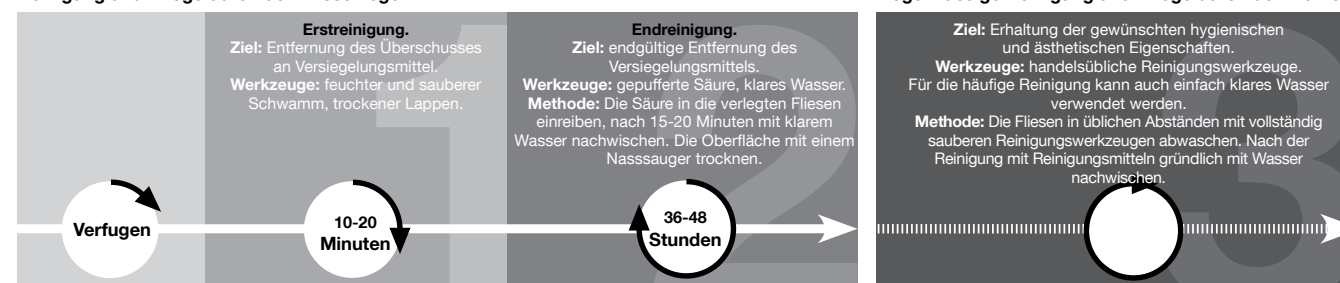 Erstreinigung.
Ziel: Entfernung des Überschusses
an Versiegelungsmittel.
Werkzeuge: feuchter und sauberer
Schwamm, trockener Lappen.
Endreinigung.
Ziel: endgültige Entfernung des
Versiegelungsmittels.
Werkzeuge: gepufferte Säure, klares Wasser.
Methode: Die Säure in die verlegten Fliesen
einreiben, nach 15-20 Minuten mit klarem
Wasser nachwischen. Die Oberfläche mit einem
Nasssauger trocknen.
Ziel: Erhaltung der gewünschten hygienischen
und ästhetischen Eigenschaften.
Werkzeuge: handelsübliche Reinigungswerkzeuge.
Für die häufige Reinigung kann auch einfach klares Wasser
verwendet werden.
Methode: Die Fliesen in üblichen Abständen mit vollständig
sauberen Reinigungswerkzeugen abwaschen. Nach der
Reinigung mit Reinigungsmitteln gründlich mit Wasser
nachwischen.
1
2
3
Verfugen
10-20
Minuten
36-48
Stunden